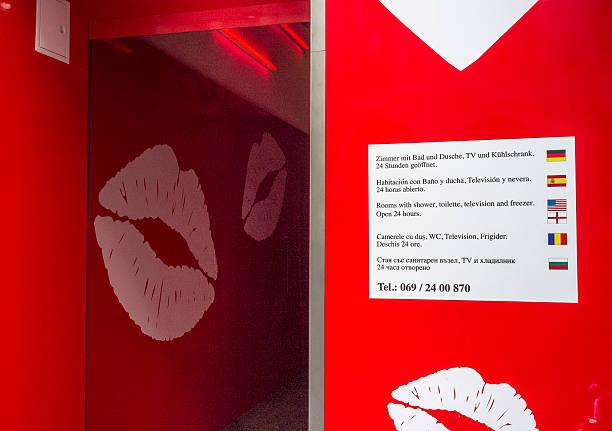 Zimmer mit Bad und Dusche, TV und Kühlschrank.
24 Stunden geöffnet.
Habitación con Baño y ducha, Televisión y nevera.
24 horas abierto.
Rooms with shower, toilette, television and freezer.
Open 24 hours.
Camerele cu duș, WC, Television, Frigider.
Deschis 24 ore.
Стая със санитарен възел, TV и хладилник
24 часа отворено
Tel.: 069 / 24 00 870